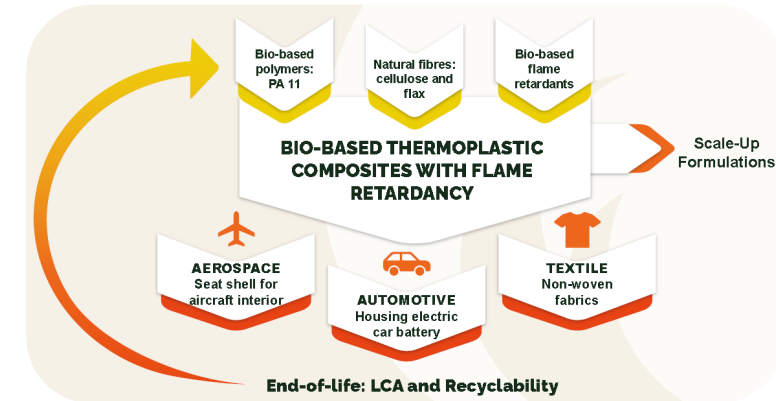 Bio-based
polymers:
PA 11
Natural fibres:
cellulose and
flax
Bio-based
flame
retardants
BIO-BASED THERMOPLASTIC
COMPOSITES WITH FLAME
RETARDANCY
Scale-Up
Formulations
AEROSPACE
Seat shell for
aircraft interior
AUTOMOTIVE
Housing electric
car battery
TEXTILE
Non-woven
fabrics
End-of-life: LCA and Recyclability